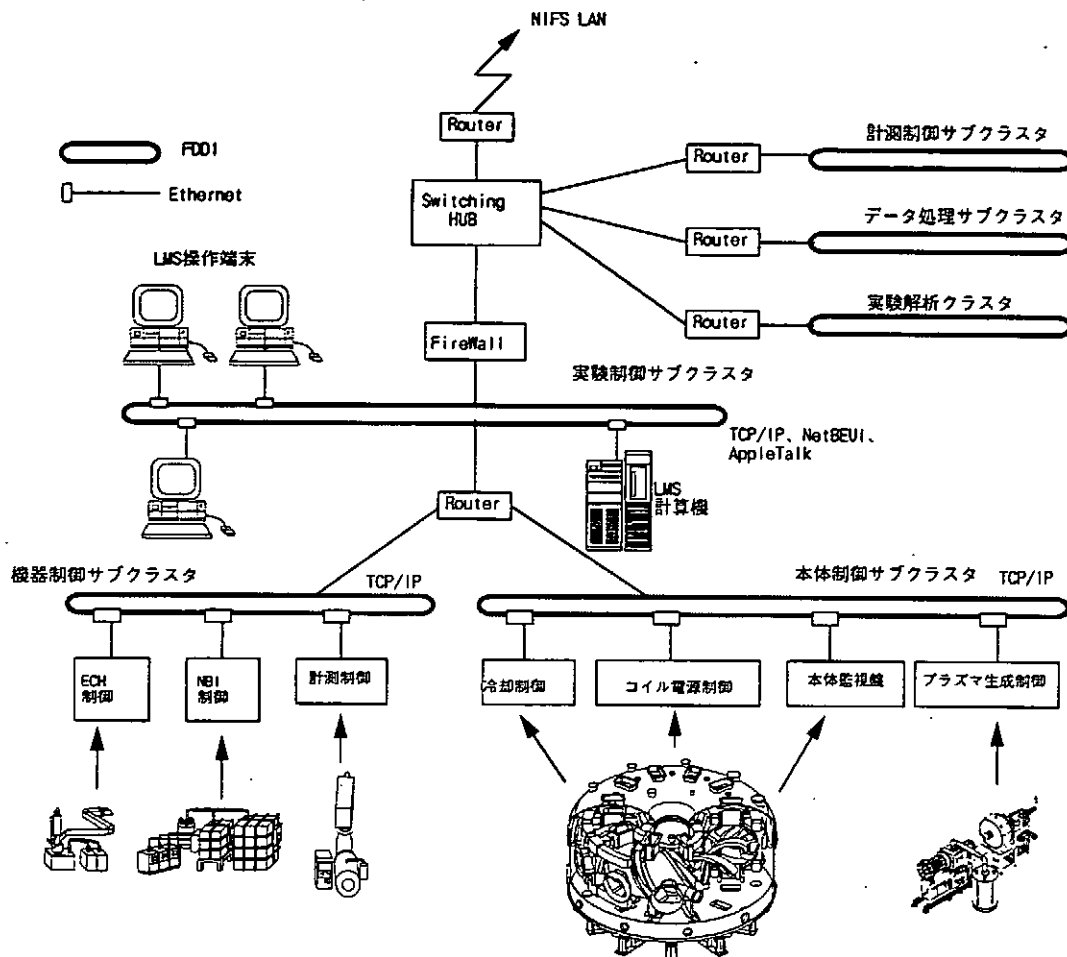 NIFS LAN
Router
FDDI
Ethernet
Switching
HUB
Router
計測制御サブクラスタ
Router
データ処理サブクラスタ
Router
実験解析クラスタ
LMS操作端末
FireWall
実験制御サブクラスタ
TCP/IP、NetBEUI、
AppleTalk
LMS
計算機
Router
機器制御サブクラスタ
TCP/IP
本体制御サブクラスタ
TCP/IP
ECH
制御
NBI
制御
計測制御
冷却制御
コイル電源制御
本体監視盤
プラズマ生成制御